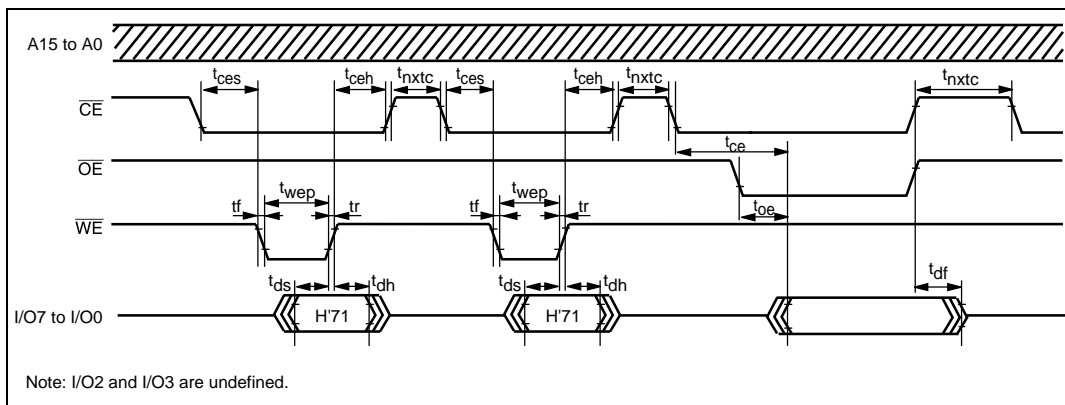 A15 to A0
tces tceh tnxtc tces tceh tnxtc tnxtc
CE
tce
OE
twep twep
tf tr tf tr toe
WE
tds tdh tds tdh tdf
I/O7 to I/O0 H'71 H'71
Note: I/O2 and I/O3 are undefined.